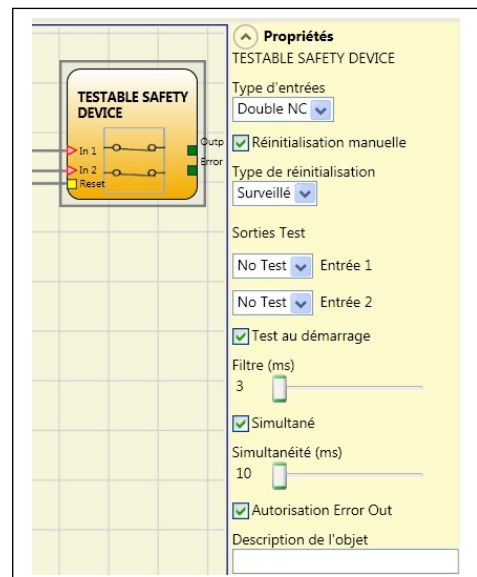 TESTABLE SAFETY
DEVICE
In 1
In 2
Reset
Outp
Error
Propriétés
TESTABLE SAFETY DEVICE
Type d'entrées
Double NC
Réinitialisation manuelle
Type de réinitialisation
Surveillé
Sorties Test
No Test Entrée 1
No Test Entrée 2
Test au démarrage
Filtre (ms)
3
Simultané
Simultanéité (ms)
10
Autorisation Error Out
Description de l'objet